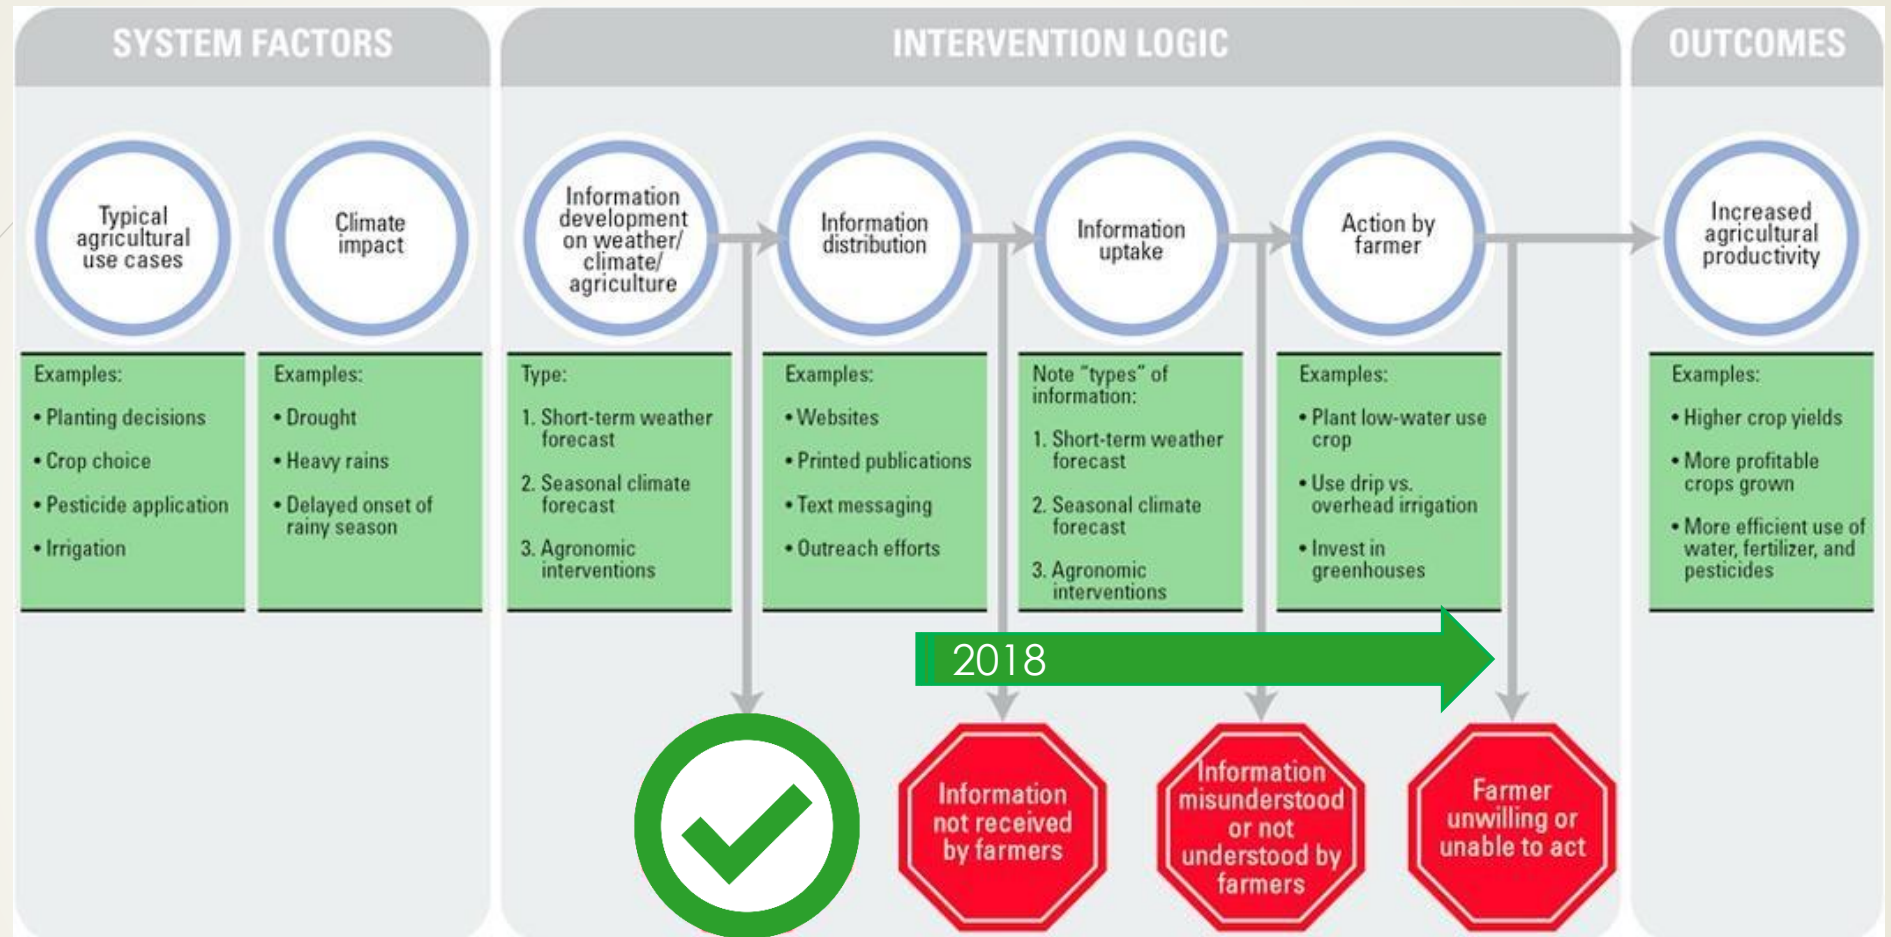 SYSTEM FACTORS
INTERVENTION LOGIC
OUTCOMES
Typical
agricultural
use cases
Climate
impact
Information
development
on weather/
climate/
agriculture
Information
distribution
Information
uptake
Action by
farmer
Increased
agricultural
productivity
Examples:
• Planting decisions
• Crop choice
• Pesticide application
• Irrigation
Examples:
• Drought
• Heavy rains
• Delayed onset of
rainy season
Type:
1. Short-term weather
forecast
2. Seasonal climate
forecast
3. Agronomic
interventions
Examples:
• Websites
• Printed publications
• Text messaging
• Outreach efforts
Note "types" of
information:
1. Short-term weather
forecast
2. Seasonal climate
forecast
3. Agronomic
interventions
Examples:
• Plant low-water use
crop
• Use drip vs.
overhead irrigation
• Invest in
greenhouses
Examples:
• Higher crop yields
• More profitable
crops grown
• More efficient use of
water, fertilizer, and
pesticides
2018
Information
not received
by farmers
Information
misunderstood
or not
understood by
farmers
Farmer
unwilling or
unable to act